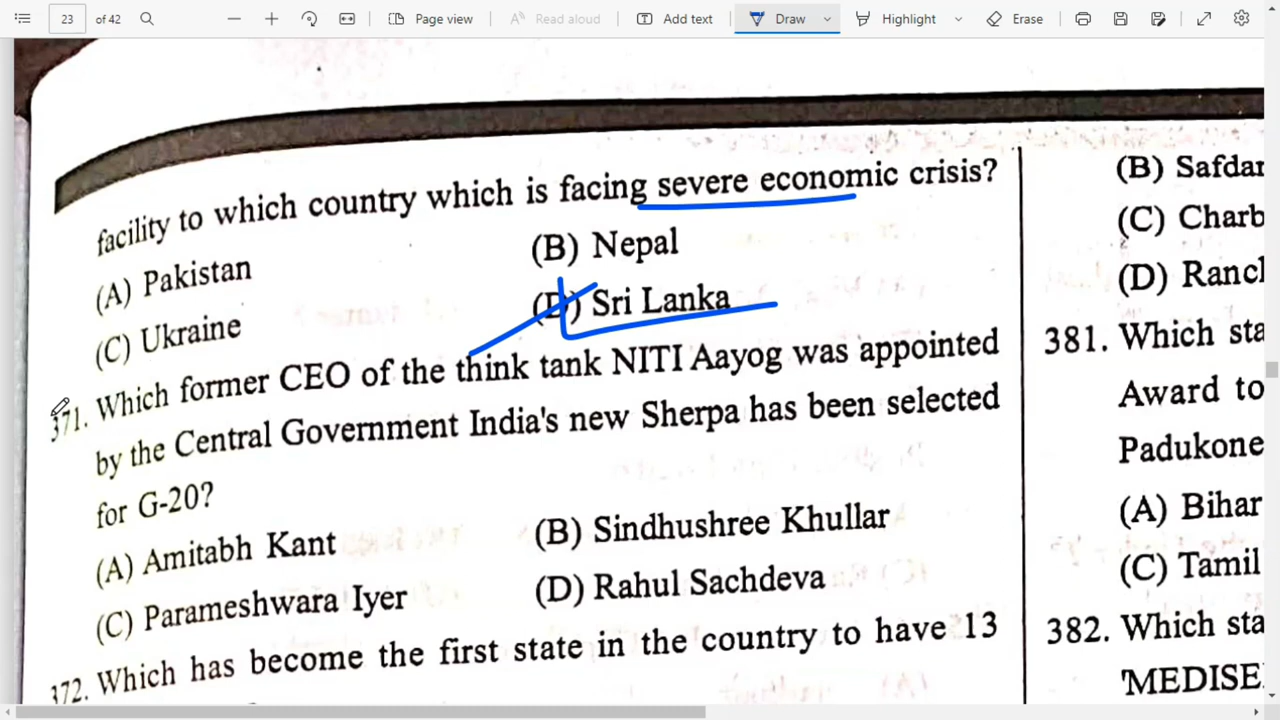 23 of 42 Page view Read aloud Add text Draw Highlight Erase
facility to which country which is facing severe economic crisis?
(A) Pakistan (B) Nepal
(C) Ukraine (D) Sri Lanka
371. Which former CEO of the think tank NITI Aayog was appointed
by the Central Government India's new Sherpa has been selected
for G-20?
(A) Amitabh Kant (B) Sindhushree Khullar
(C) Parameshwara Iyer (D) Rahul Sachdeva
372. Which has become the first state in the country to have 13
(B) Safdar
(C) Charb
(D) Rancl
381. Which sta
Award to
Padukone
(A) Bihar
(C) Tamil
382. Which sta
'MEDISE